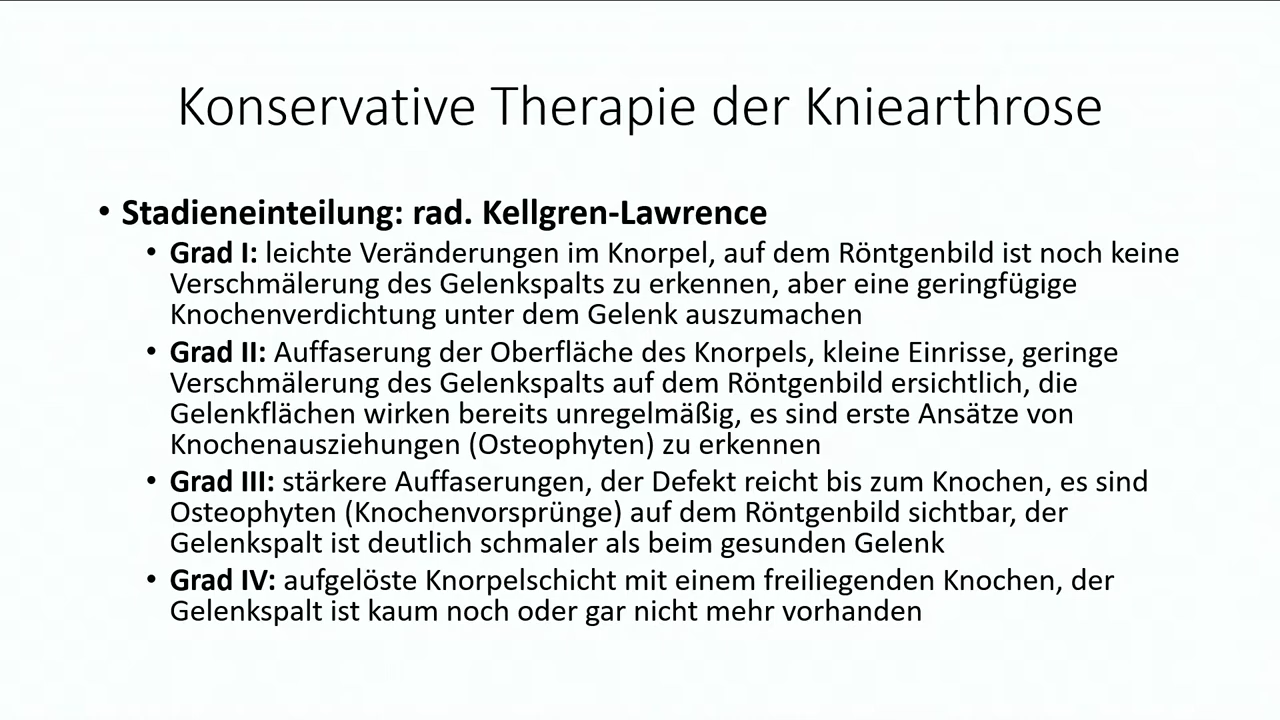 Konservative Therapie der Kniearthrose
• Stadieneinteilung: rad. Kellgren-Lawrence
• Grad I: leichte Veränderungen im Knorpel, auf dem Röntgenbild ist noch keine
Verschmälerung des Gelenkspalts zu erkennen, aber eine geringfügige
Knochenverdichtung unter dem Gelenk auszumachen
• Grad II: Auffaserung der Oberfläche des Knorpels, kleine Einrisse, geringe
Verschmälerung des Gelenkspalts auf dem Röntgenbild ersichtlich, die
Gelenkflächen wirken bereits unregelmäßig, es sind erste Ansätze von
Knochenausziehungen (Osteophyten) zu erkennen
• Grad III: stärkere Auffaserungen, der Defekt reicht bis zum Knochen, es sind
Osteophyten (Knochenvorsprünge) auf dem Röntgenbild sichtbar, der
Gelenkspalt ist deutlich schmaler als beim gesunden Gelenk
• Grad IV: aufgelöste Knorpelschicht mit einem freiliegenden Knochen, der
Gelenkspalt ist kaum noch oder gar nicht mehr vorhanden